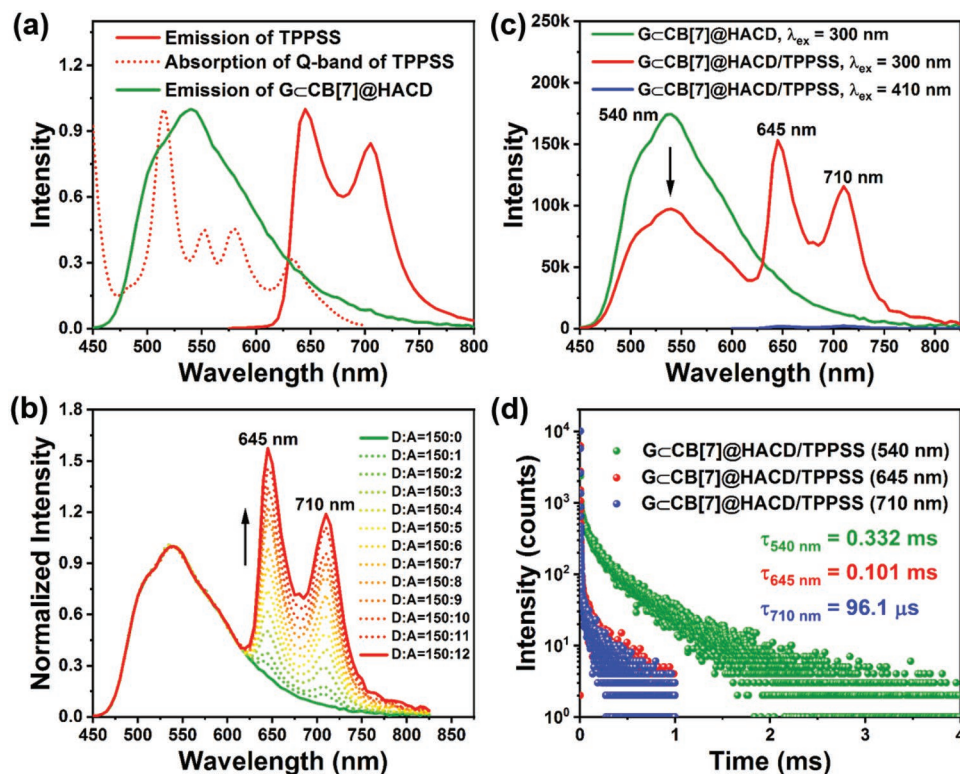 (a)
Emission of TPPSS
Absorption of Q-band of TPPSS
Emission of G⊂CB[7]@HACD
1.2
0.9
0.6
0.3
0.0
Intensity
450 500 550 600 650 700 750 800
Wavelength (nm)
(c)
G⊂CB[7]@HACD, λex = 300 nm
G⊂CB[7]@HACD/TPPSS, λex = 300 nm
G⊂CB[7]@HACD/TPPSS, λex = 410 nm
540 nm
645 nm
710 nm
250k
200k
150k
100k
50k
0
Intensity
450 500 550 600 650 700 750 800
Wavelength (nm)
(b)
645 nm
710 nm
D:A=150:0
D:A=150:1
D:A=150:2
D:A=150:3
D:A=150:4
D:A=150:5
D:A=150:6
D:A=150:7
D:A=150:8
D:A=150:9
D:A=150:10
D:A=150:11
D:A=150:12
1.8
1.5
1.2
0.9
0.6
0.3
0.0
Normalized Intensity
450 500 550 600 650 700 750 800 850
Wavelength (nm)
(d)
G⊂CB[7]@HACD/TPPSS (540 nm)
G⊂CB[7]@HACD/TPPSS (645 nm)
G⊂CB[7]@HACD/TPPSS (710 nm)
τ540 nm = 0.332 ms
τ645 nm = 0.101 ms
τ710 nm = 96.1 μs
10⁴
10³
10²
10¹
10⁰
Intensity (counts)
0 1 2 3 4
Time (ms)